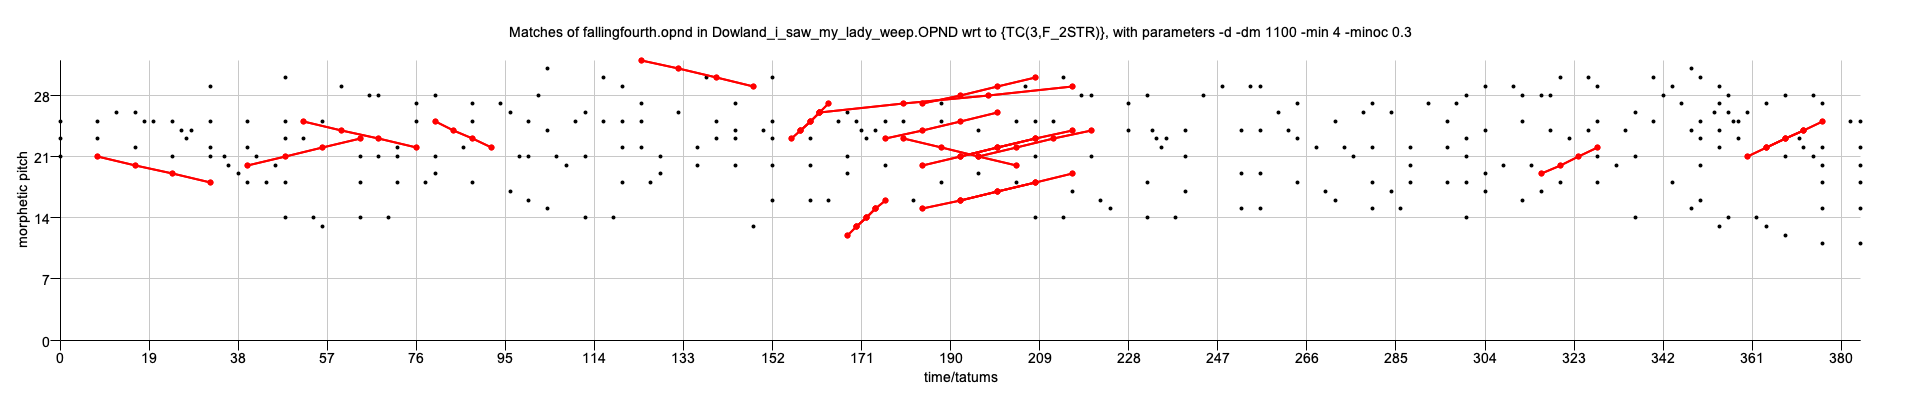 Matches of fallingfourth.opnd in Dowland_i_saw_my_lady_weep.OPND wrt to {TC(3,F_2STR)}, with parameters -d -dm 1100 -min 4 -minoc 0.3
morphetic pitch
28
21
14
7
0
0 19 38 57 76 95 114 133 152 171 190 209 228 247 266 285 304 323 342 361 380
time/tatums